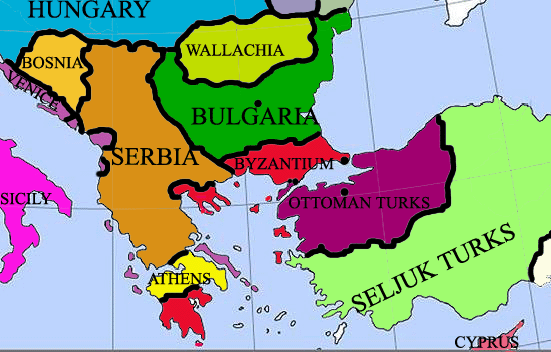 HUNGARY
BOSNIA
WALLACHIA
VENICE
BULGARIA
SERBIA
BYZANTIUM
SICILY
OTTOMAN TURKS
ATHENS
SELJUK TURKS
CYPRUS